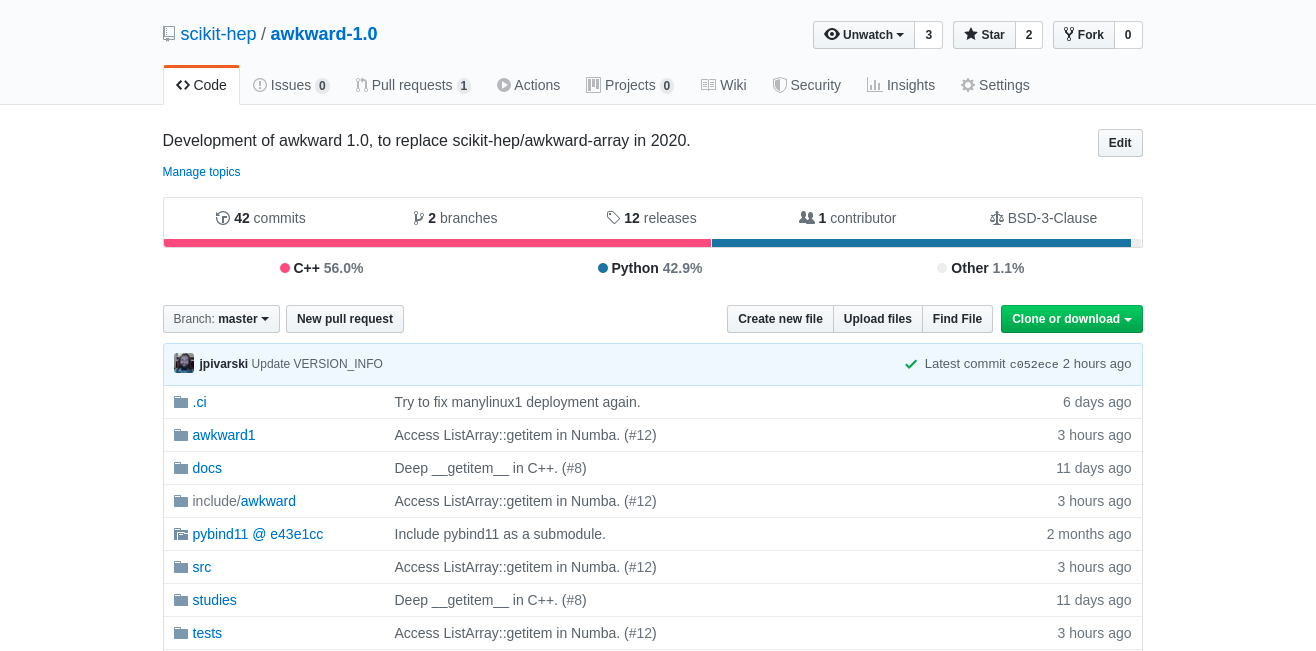 scikit-hep / awkward-1.0 Unwatch 3 Star 2 Fork 0
Code Issues 0 Pull requests 1 Actions Projects 0 Wiki Security Insights Settings
Development of awkward 1.0, to replace scikit-hep/awkward-array in 2020. Edit
Manage topics
42 commits 2 branches 12 releases 1 contributor BSD-3-Clause
C++ 56.0% Python 42.9% Other 1.1%
Branch: master New pull request Create new file Upload files Find File Clone or download
jpivarski Update VERSION_INFO Latest commit c052ece 2 hours ago
.ci Try to fix manylinux1 deployment again. 6 days ago
awkward1 Access ListArray::getitem in Numba. (#12) 3 hours ago
docs Deep __getitem__ in C++. (#8) 11 days ago
include/awkward Access ListArray::getitem in Numba. (#12) 3 hours ago
pybind11 @ e43e1cc Include pybind11 as a submodule. 2 months ago
src Access ListArray::getitem in Numba. (#12) 3 hours ago
studies Deep __getitem__ in C++. (#8) 11 days ago
tests Access ListArray::getitem in Numba. (#12) 3 hours ago